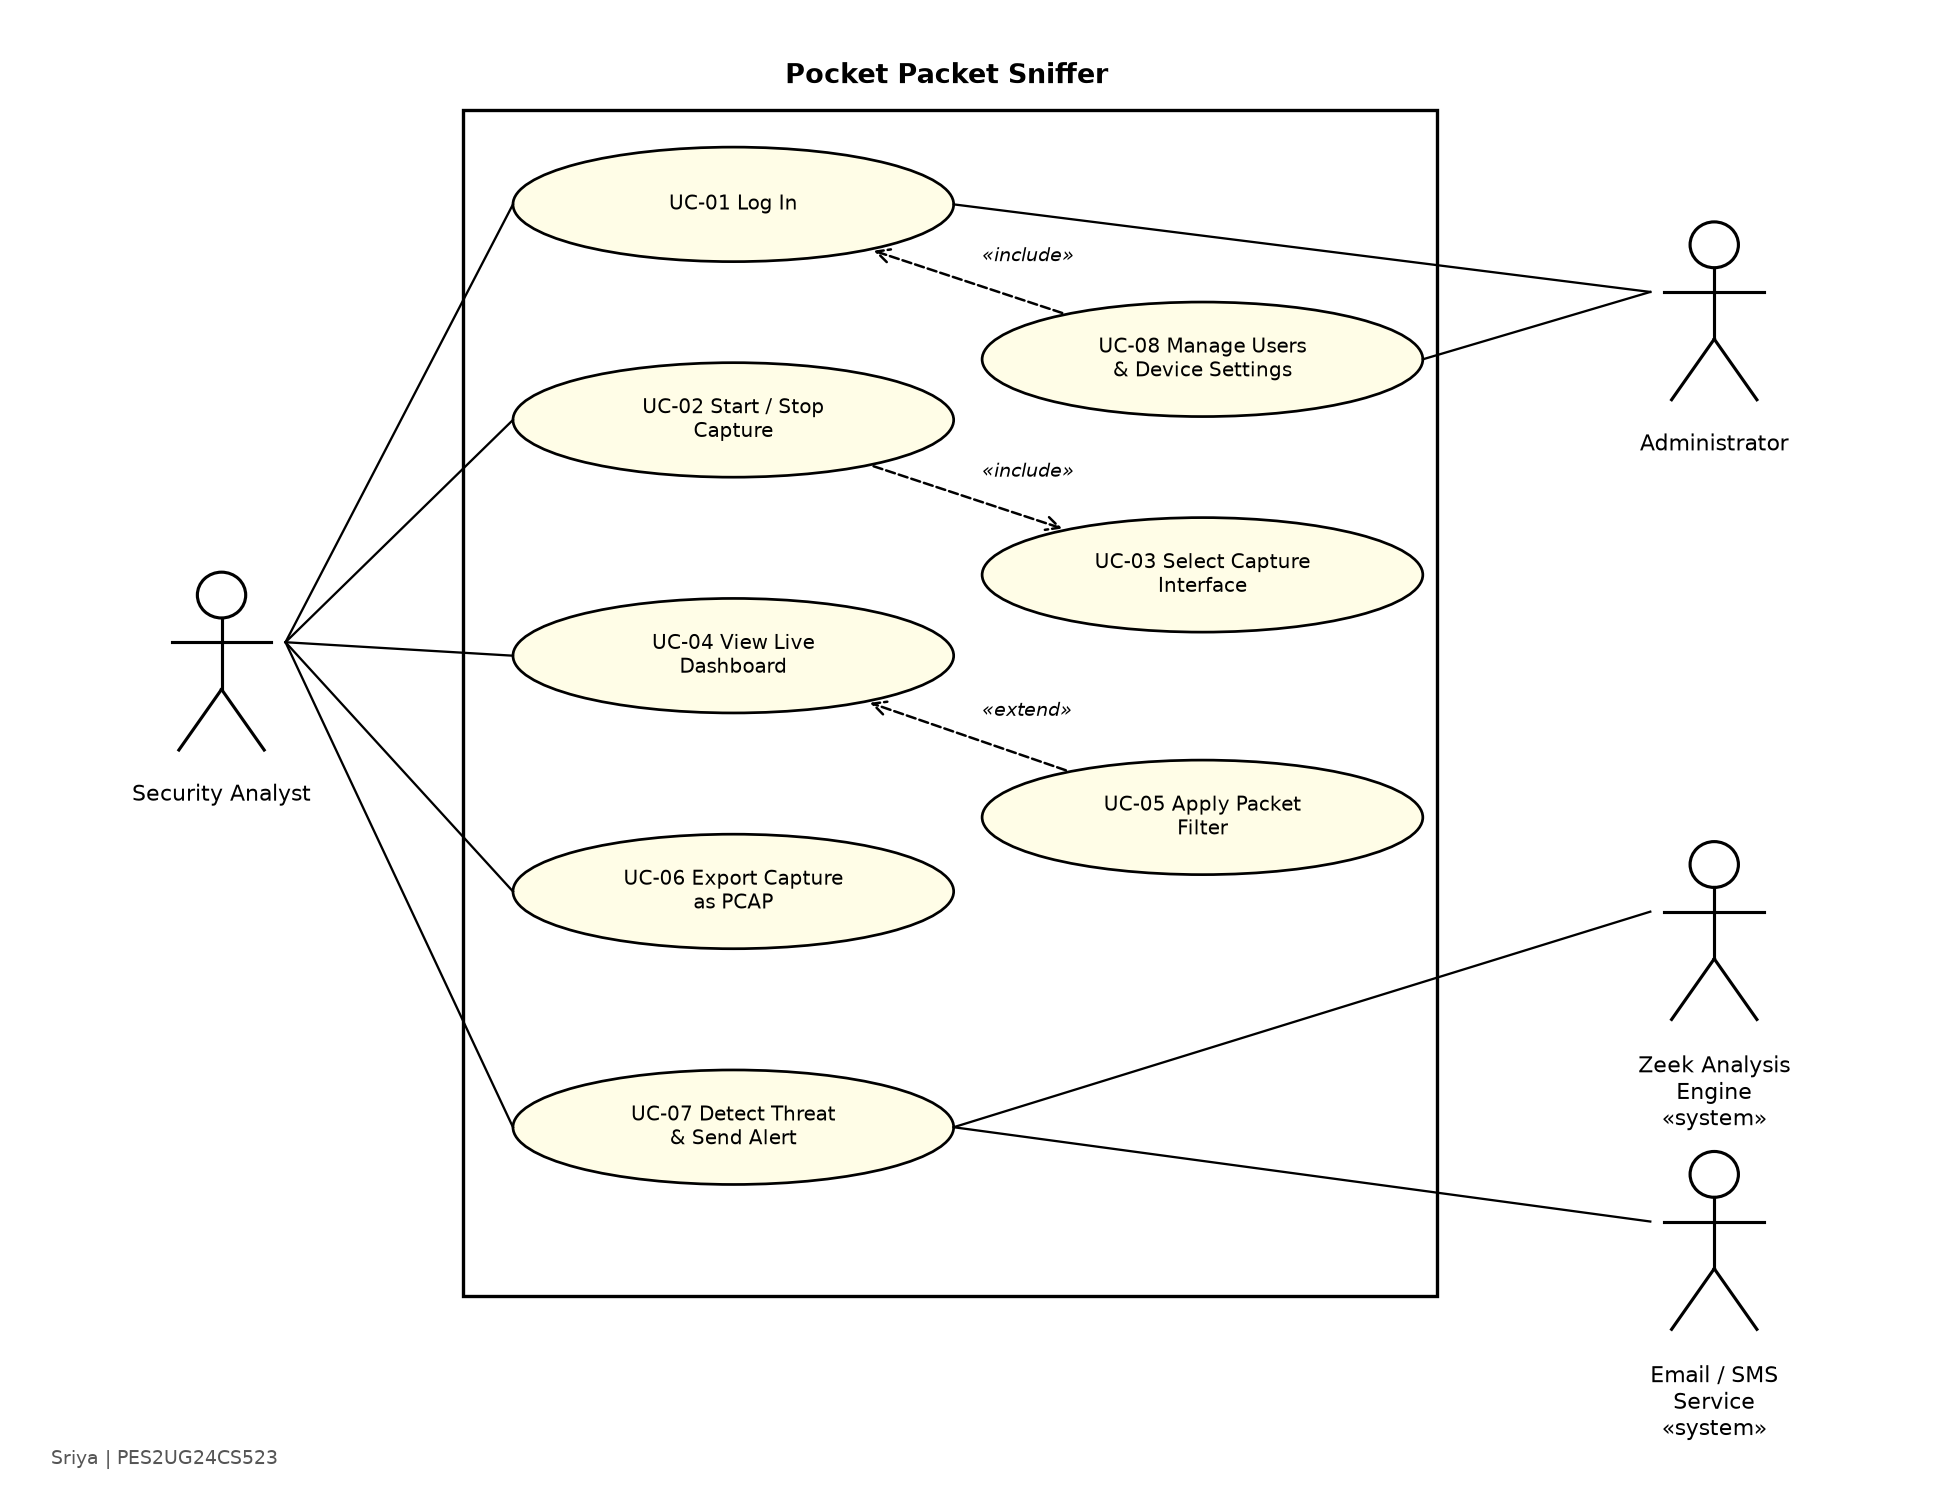 Pocket Packet Sniffer
UC-01 Log In
«include»
UC-08 Manage Users
& Device Settings
Administrator
UC-02 Start / Stop
Capture
«include»
UC-03 Select Capture
Interface
Security Analyst
UC-04 View Live
Dashboard
«extend»
UC-05 Apply Packet
Filter
UC-06 Export Capture
as PCAP
Zeek Analysis
Engine
«system»
UC-07 Detect Threat
& Send Alert
Email / SMS
Service
«system»
Sriya | PES2UG24CS523